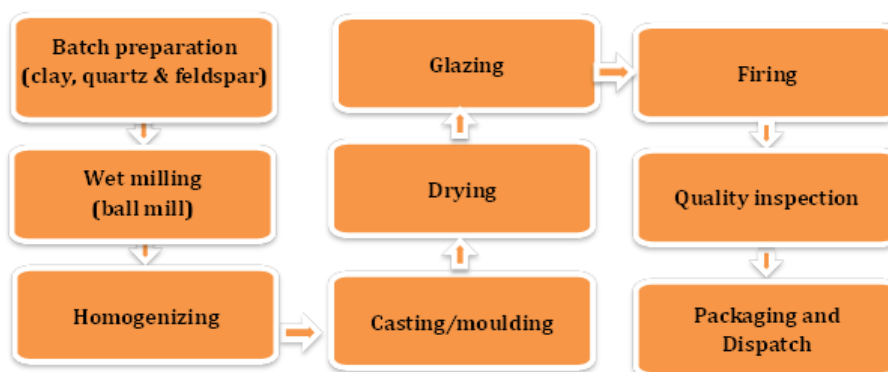 Batch preparation
(clay, quartz & feldspar)
Wet milling
(ball mill)
Homogenizing
Casting/moulding
Drying
Glazing
Firing
Quality inspection
Packaging and
Dispatch